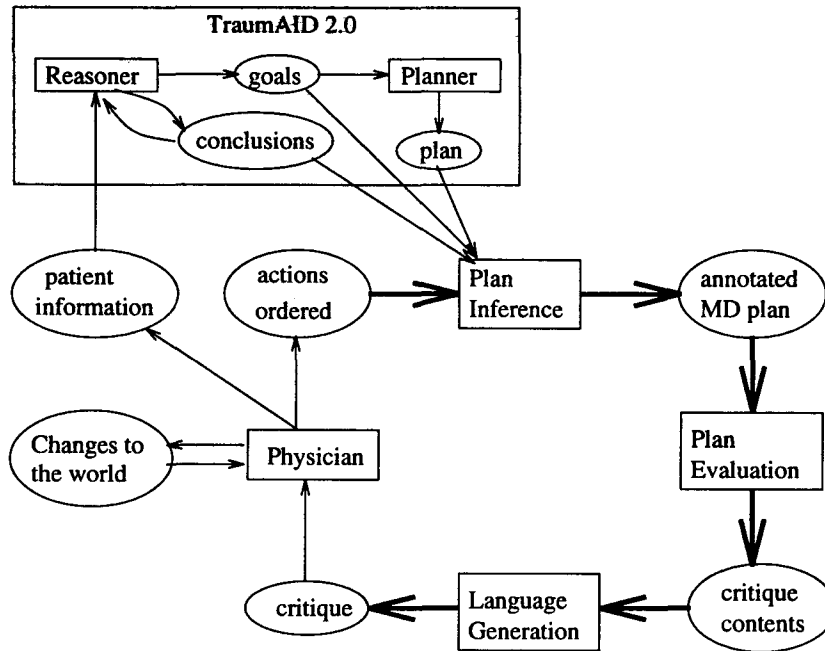 TraumAID 2.0
Reasoner
goals
Planner
conclusions
plan
patient
information
actions
ordered
Plan
Inference
annotated
MD plan
Changes to
the world
Physician
Plan
Evaluation
critique
Language
Generation
critique
contents